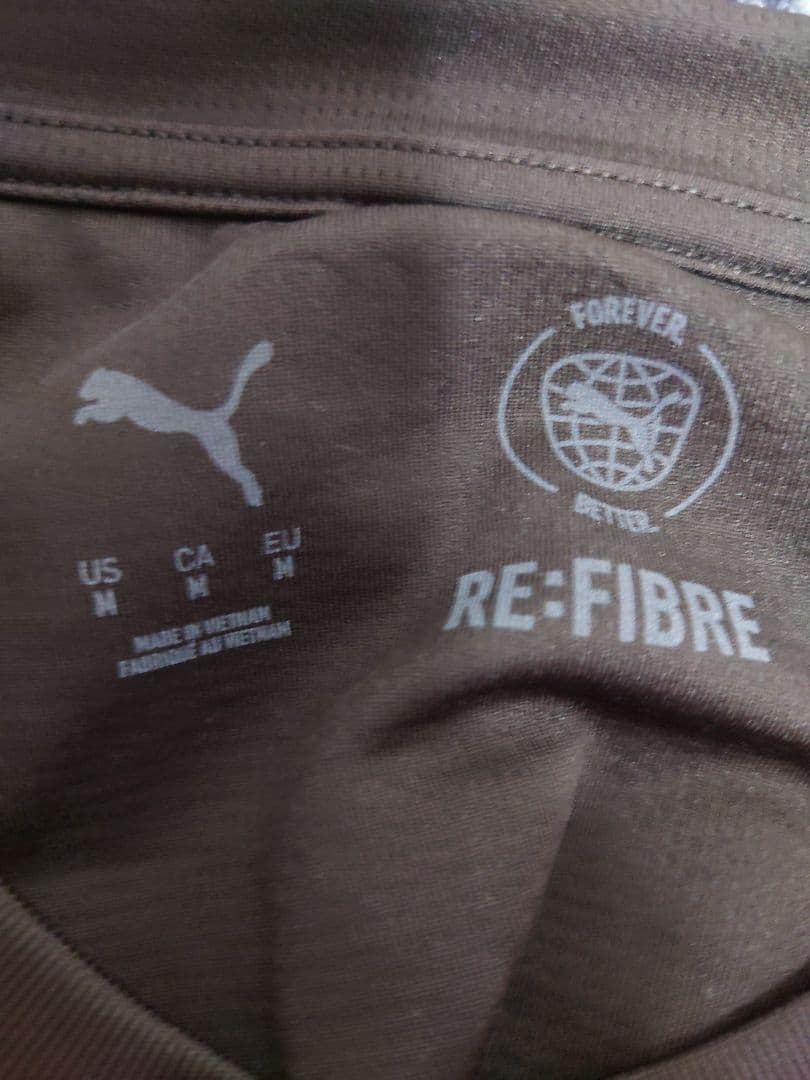 FOREVER.
BETTER.
US CA EU
M M M
MADE IN VIETNAM
FABRIQUÉ AU VIETNAM
RE:FIBRE